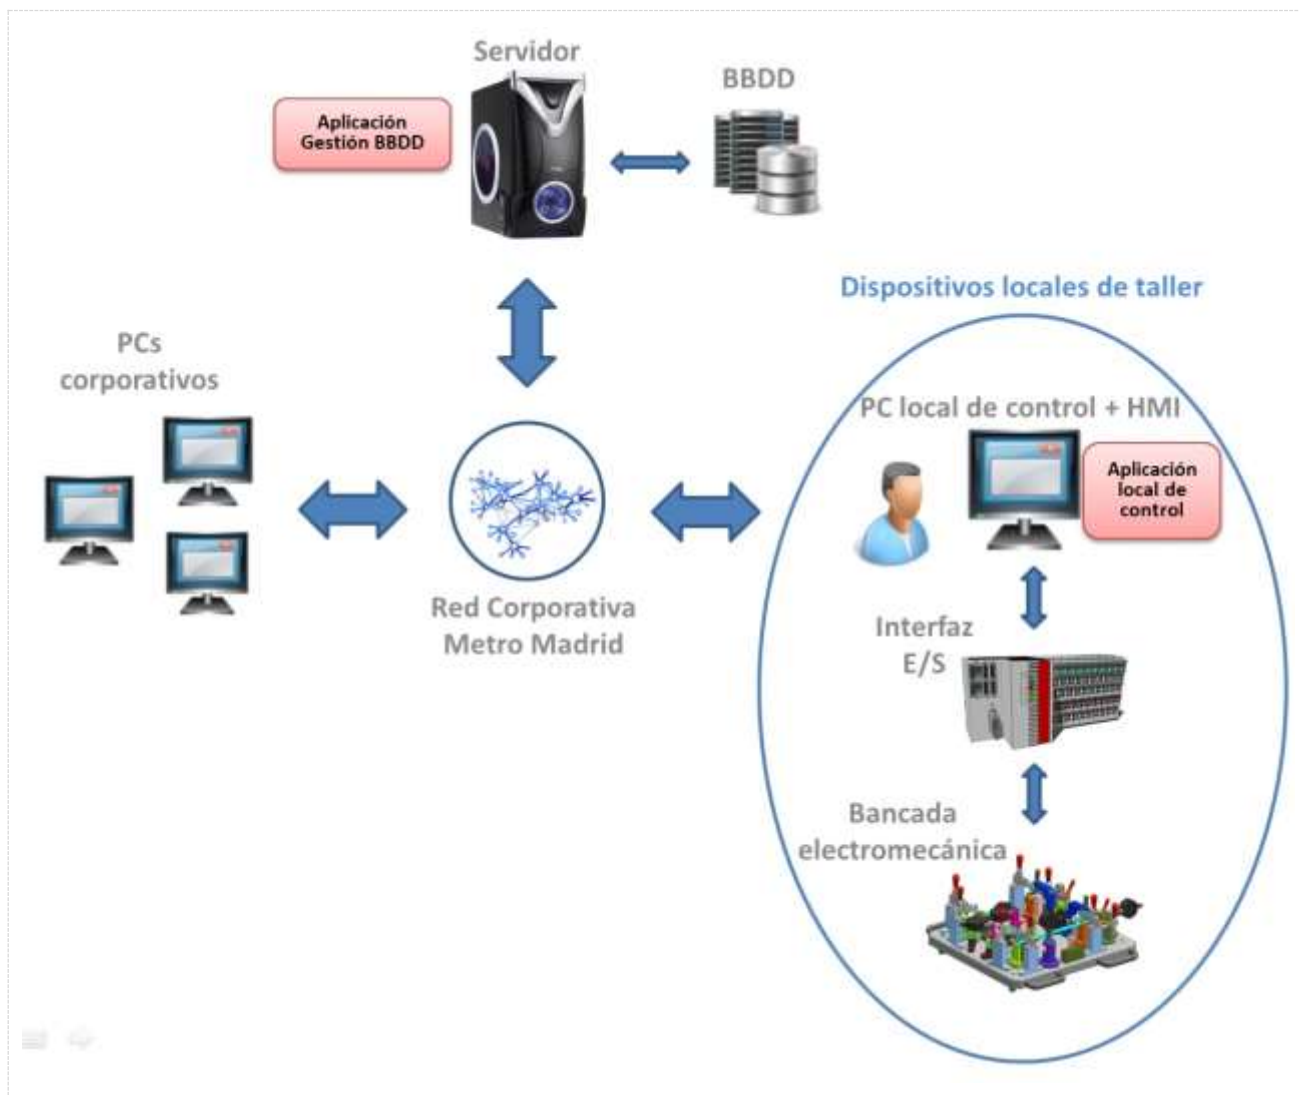 Servidor
BBDD
Aplicación
Gestión BBDD
Dispositivos locales de taller
PCs
corporativos
PC local de control + HMI
Aplicación
local de
control
Red Corporativa
Metro Madrid
Interfaz
E/S
Bancada
electromecánica